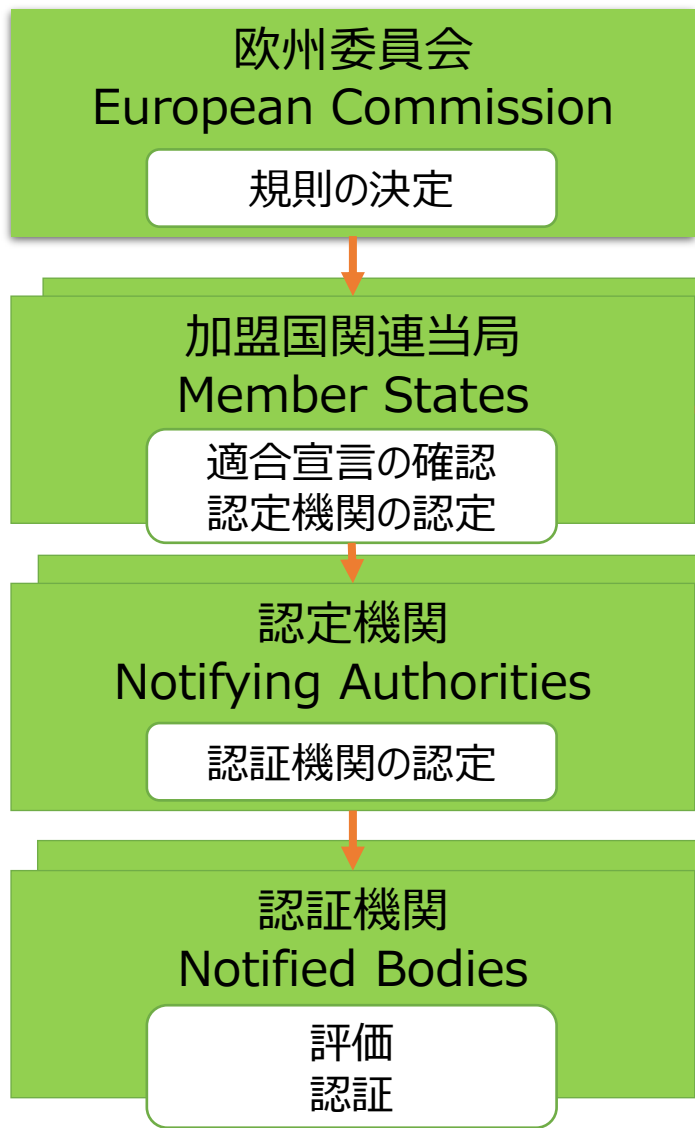 欧州委員会
European Commission
規則の決定
加盟国関連当局
Member States
適合宣言の確認
認定機関の認定
認定機関
Notifying Authorities
認証機関の認定
認証機関
Notified Bodies
評価
認証